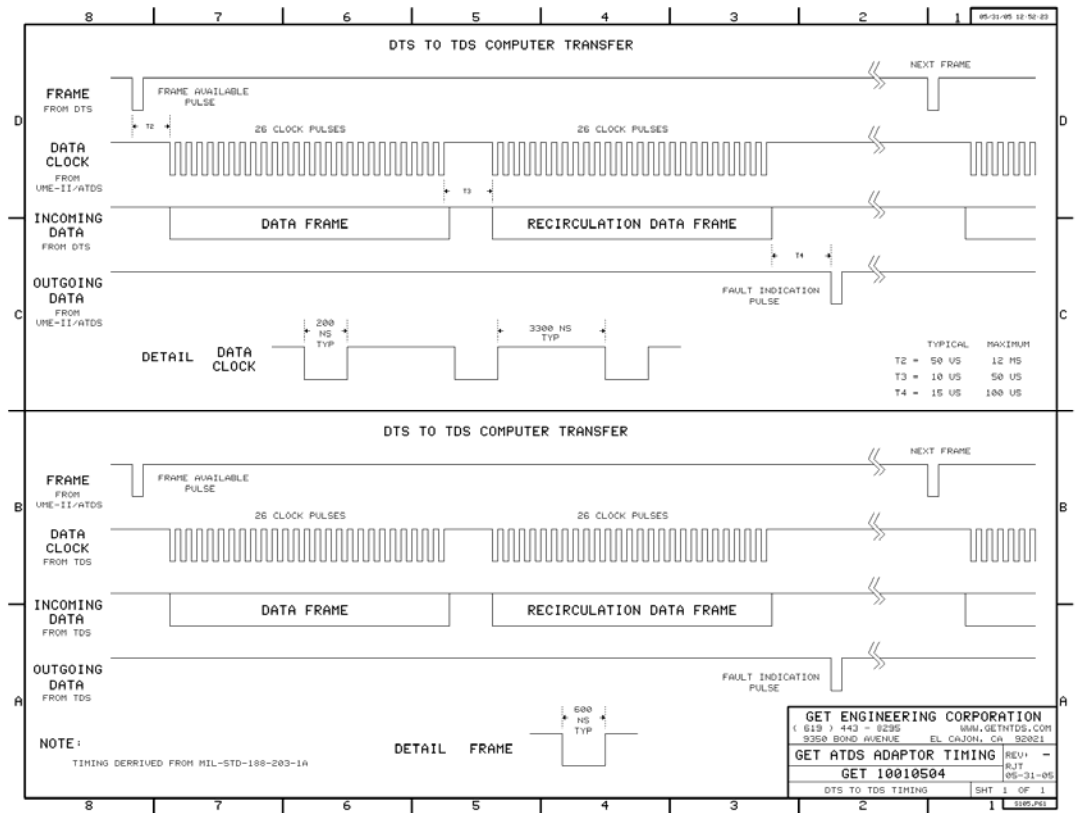 8 7 6 5 4 3 2 1
05/31/05 12:52:23
DTS TO TDS COMPUTER TRANSFER
NEXT FRAME
FRAME
FROM DTS
FRAME AVAILABLE
PULSE
D
D
T2
26 CLOCK PULSES
26 CLOCK PULSES
DATA
CLOCK
FROM
VME-II/ATDS
T3
INCOMING
DATA
FROM DTS
DATA FRAME
RECIRCULATION DATA FRAME
T4
OUTGOING
DATA
FROM
VME-II/ATDS
FAULT INDICATION
PULSE
C
C
200
NS
TYP
3300 NS
TYP
DETAIL DATA
CLOCK
TYPICAL MAXIMUM
T2 = 50 US 12 MS
T3 = 10 US 50 US
T4 = 15 US 100 US
DTS TO TDS COMPUTER TRANSFER
NEXT FRAME
FRAME
FROM
VME-II/ATDS
FRAME AVAILABLE
PULSE
B
B
26 CLOCK PULSES
26 CLOCK PULSES
DATA
CLOCK
FROM TDS
INCOMING
DATA
FROM TDS
DATA FRAME
RECIRCULATION DATA FRAME
OUTGOING
DATA
FROM TDS
FAULT INDICATION
PULSE
A
A
600
NS
TYP
DETAIL FRAME
NOTE:
TIMING DERRIVED FROM MIL-STD-188-203-1A
GET ENGINEERING CORPORATION
( 619 ) 443 - 8295 WWW.GETNTDS.COM
9350 BOND AVENUE EL CAJON, CA 92021
GET ATDS ADAPTOR TIMING
REV: -
RJT
05-31-05
GET 10010504
DTS TO TDS TIMING
SHT 1 OF 1
8 7 6 5 4 3 2 1